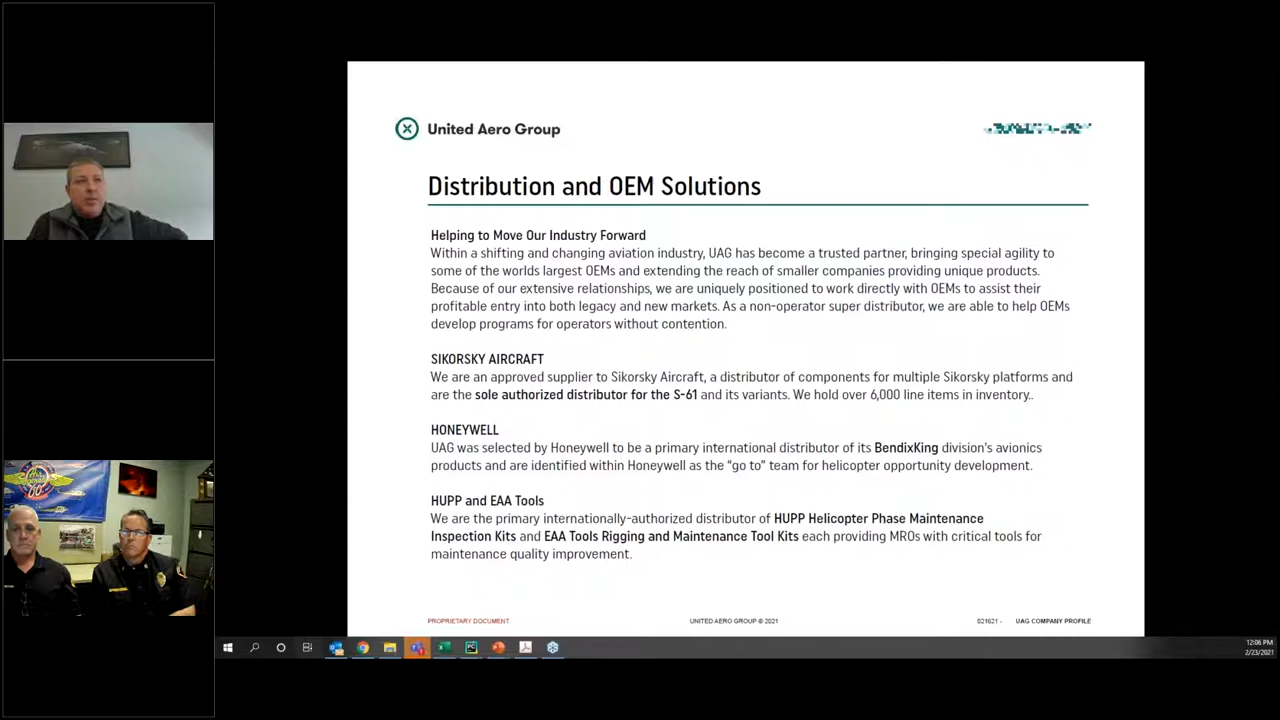 United Aero Group
Distribution and OEM Solutions
Helping to Move Our Industry Forward
Within a shifting and changing aviation industry, UAG has become a trusted partner, bringing special agility to
some of the worlds largest OEMs and extending the reach of smaller companies providing unique products.
Because of our extensive relationships, we are uniquely positioned to work directly with OEMs to assist their
profitable entry into both legacy and new markets. As a non-operator super distributor, we are able to help OEMs
develop programs for operators without contention.
SIKORSKY AIRCRAFT
We are an approved supplier to Sikorsky Aircraft, a distributor of components for multiple Sikorsky platforms and
are the sole authorized distributor for the S-61 and its variants. We hold over 6,000 line items in inventory..
HONEYWELL
UAG was selected by Honeywell to be a primary international distributor of its BendixKing division's avionics
products and are identified within Honeywell as the “go to” team for helicopter opportunity development.
HUPP and EAA Tools
We are the primary internationally-authorized distributor of HUPP Helicopter Phase Maintenance
Inspection Kits and EAA Tools Rigging and Maintenance Tool Kits each providing MROs with critical tools for
maintenance quality improvement.
PROPRIETARY DOCUMENT
UNITED AERO GROUP © 2021
021621 - UAG COMPANY PROFILE
12:06 PM
2/23/2021